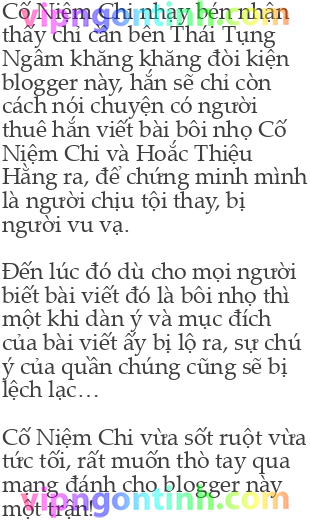 Cố Niệm Chi nhạy bén nhận
thấy chỉ cần bên Thái Tụng
Ngâm khăng khăng đòi kiện
blogger này, hắn sẽ chỉ còn
cách nói chuyện có người
thuê hắn viết bài bôi nhọ Cố
Niệm Chi và Hoắc Thiệu
Hằng ra, để chứng minh mình
là người chịu tội thay, bị
người vu vạ.
Đến lúc đó dù cho mọi người
biết bài viết đó là bôi nhọ thì
một khi dàn ý và mục đích
của bài viết ấy bị lộ ra, sự chú
ý của quần chúng cũng sẽ bị
lệch lạc…
Cố Niệm Chi vừa sốt ruột vừa
tức tối, rất muốn thò tay qua
mạng đánh cho blogger này
một trận!
vipngontinh.com
vipngontinh.com